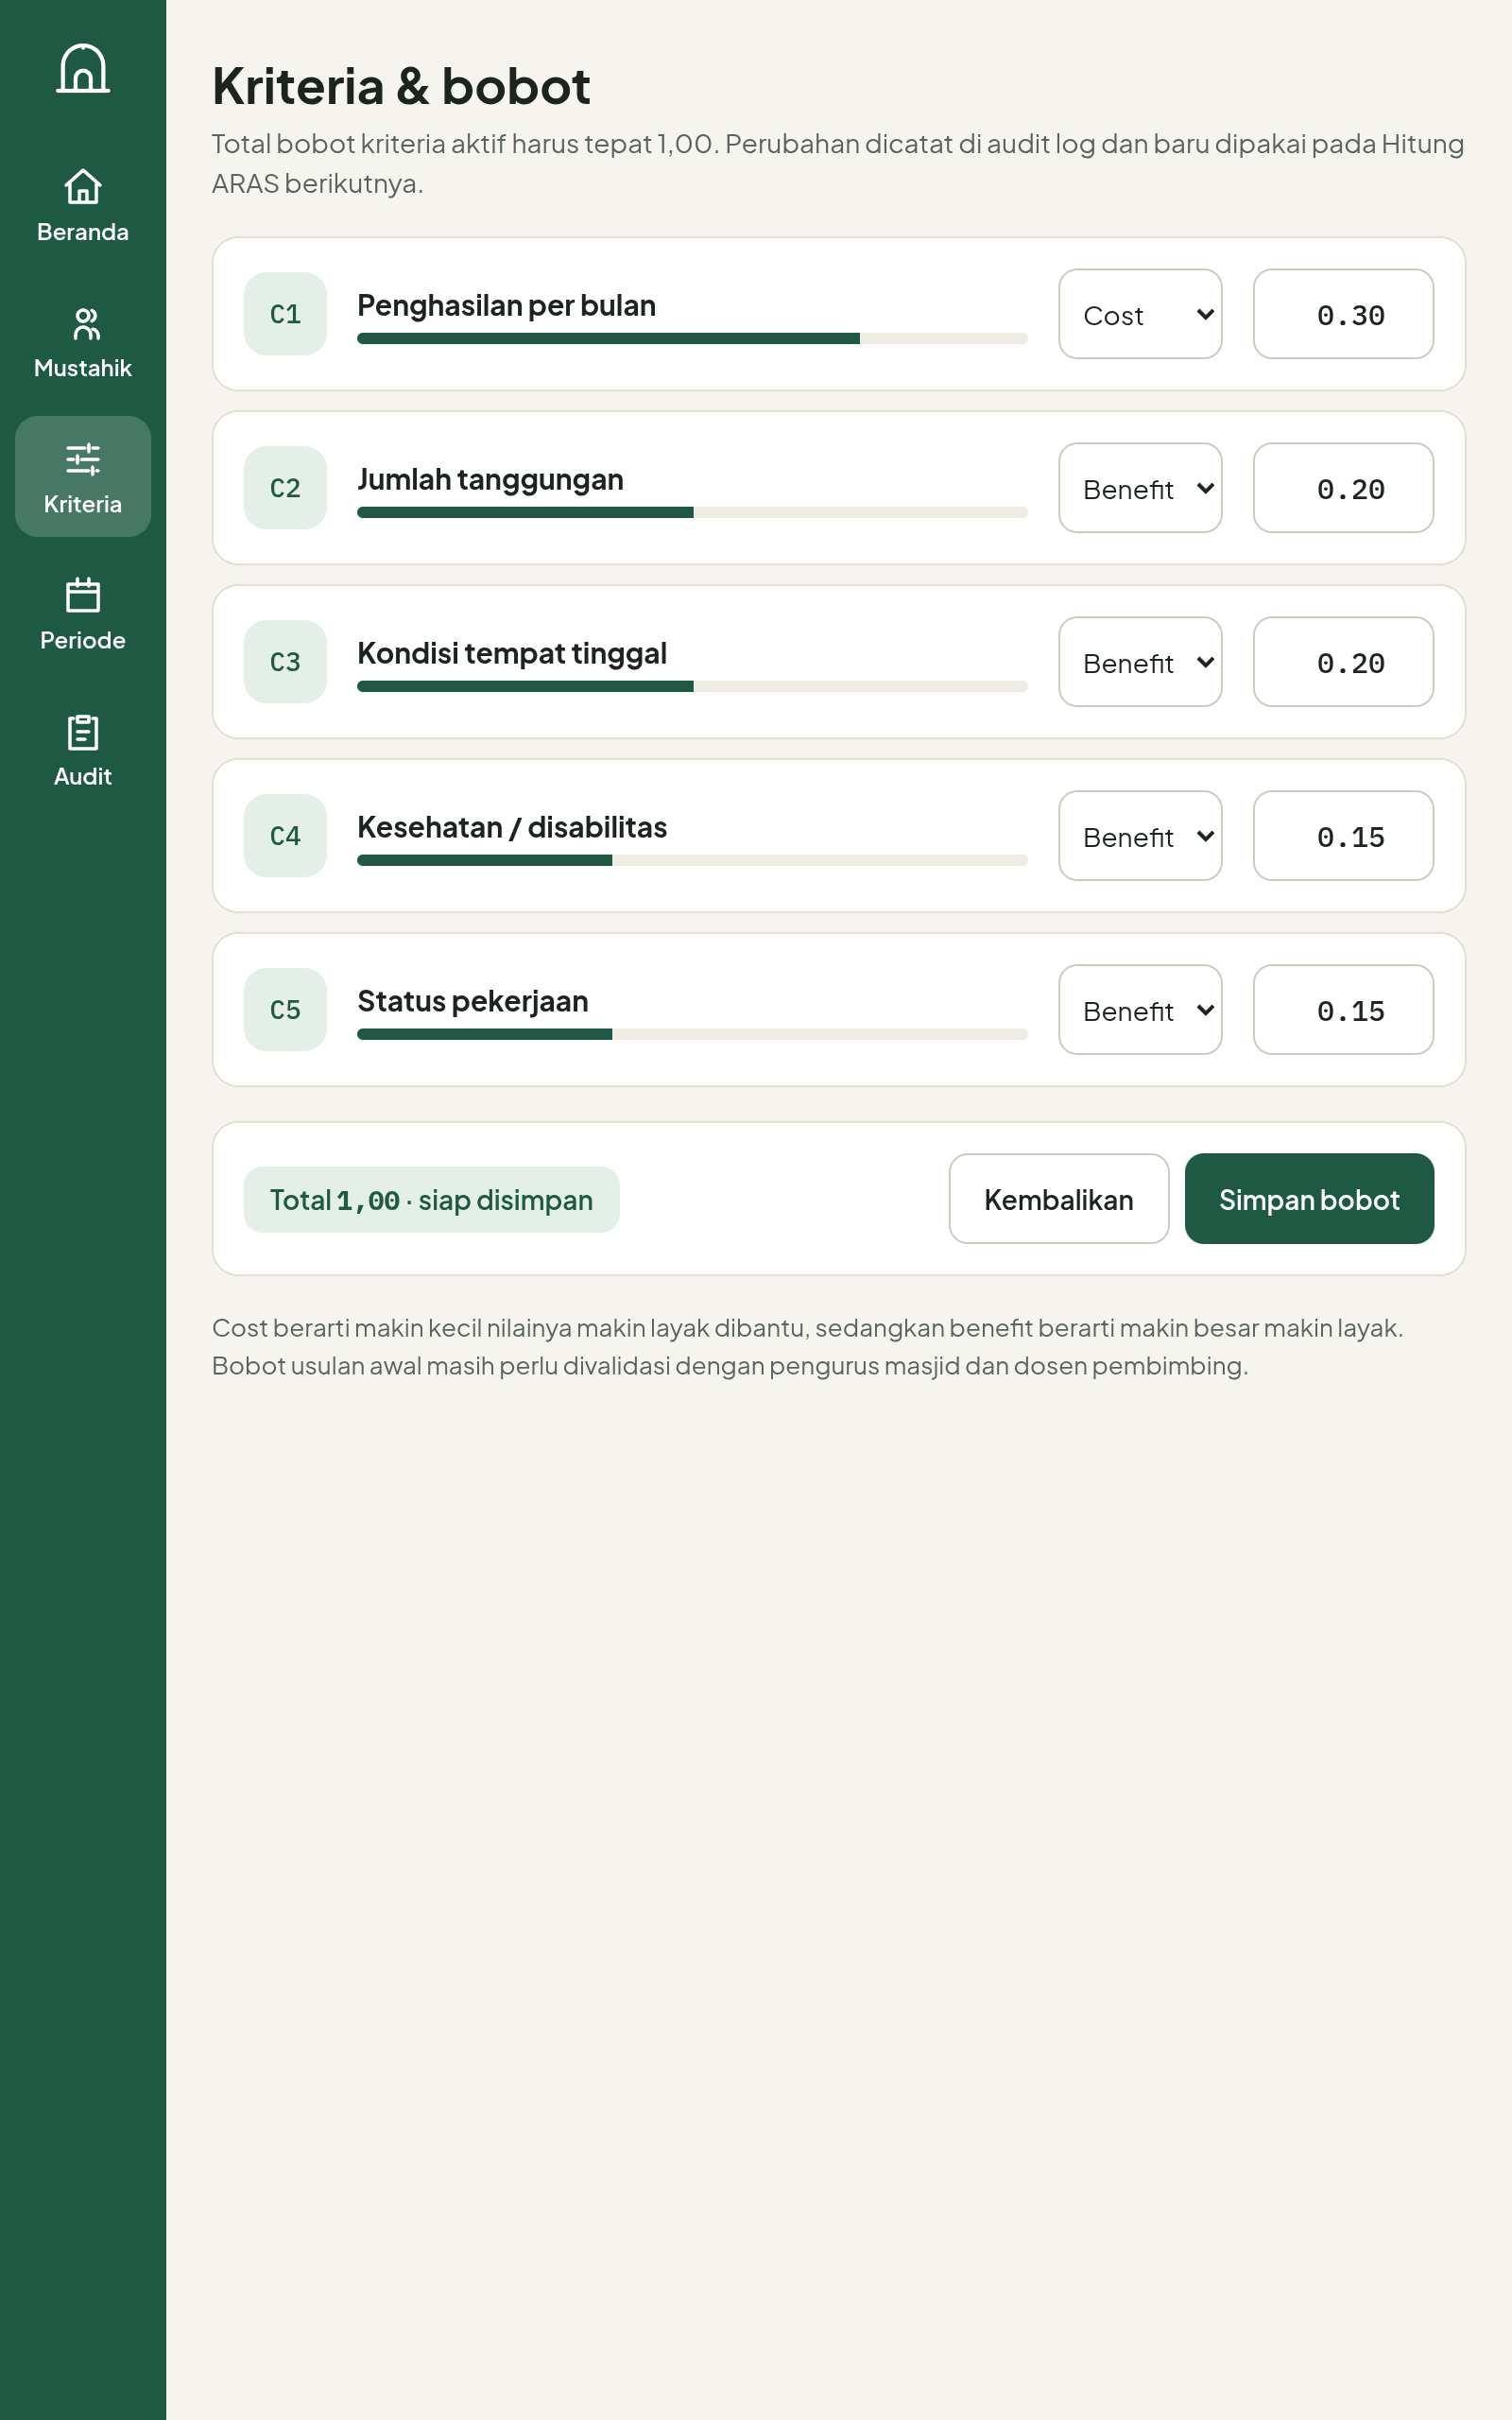 Beranda
Mustahik
Kriteria
Periode
Audit
Kriteria & bobot
Total bobot kriteria aktif harus tepat 1,00. Perubahan dicatat di audit log dan baru dipakai pada Hitung
ARAS berikutnya.
C1 Penghasilan per bulan Cost 0.30
C2 Jumlah tanggungan Benefit 0.20
C3 Kondisi tempat tinggal Benefit 0.20
C4 Kesehatan / disabilitas Benefit 0.15
C5 Status pekerjaan Benefit 0.15
Total 1,00 · siap disimpan Kembalikan Simpan bobot
Cost berarti makin kecil nilainya makin layak dibantu, sedangkan benefit berarti makin besar makin layak.
Bobot usulan awal masih perlu divalidasi dengan pengurus masjid dan dosen pembimbing.